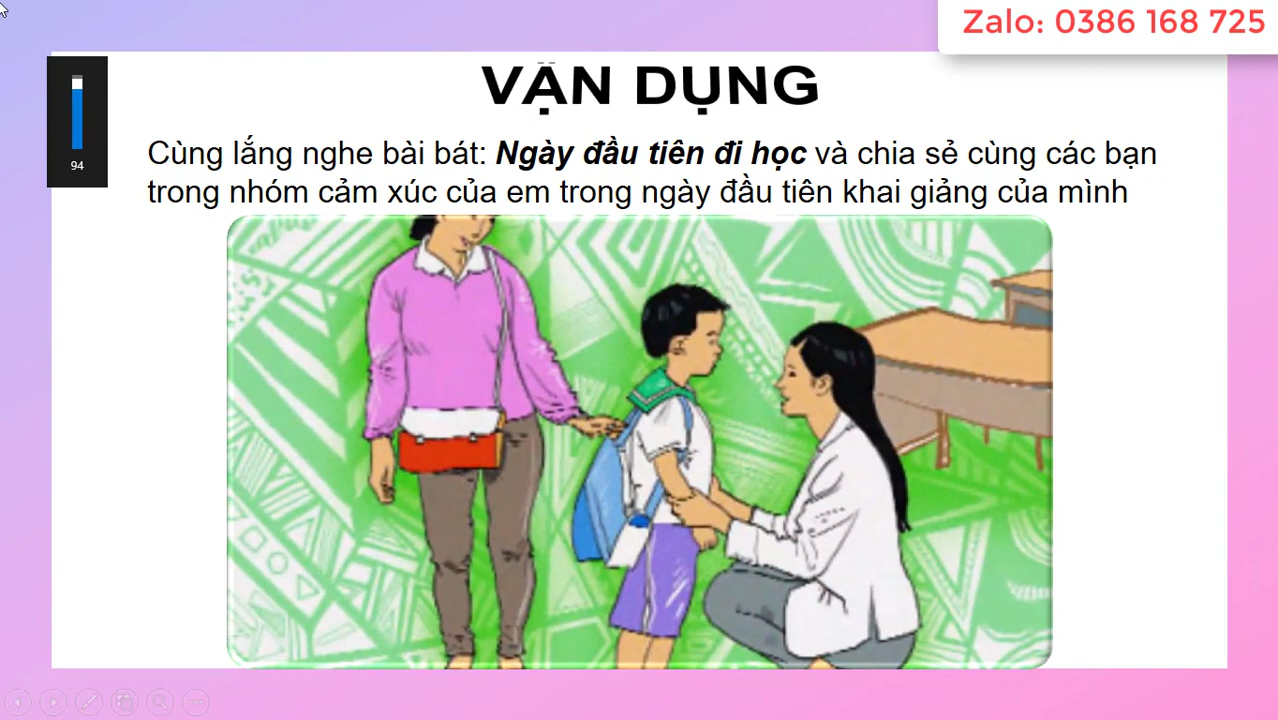 Zalo: 0386 168 725
VẬN DỤNG
94
Cùng lắng nghe bài bát: Ngày đầu tiên đi học và chia sẻ cùng các bạn
trong nhóm cảm xúc của em trong ngày đầu tiên khai giảng của mình